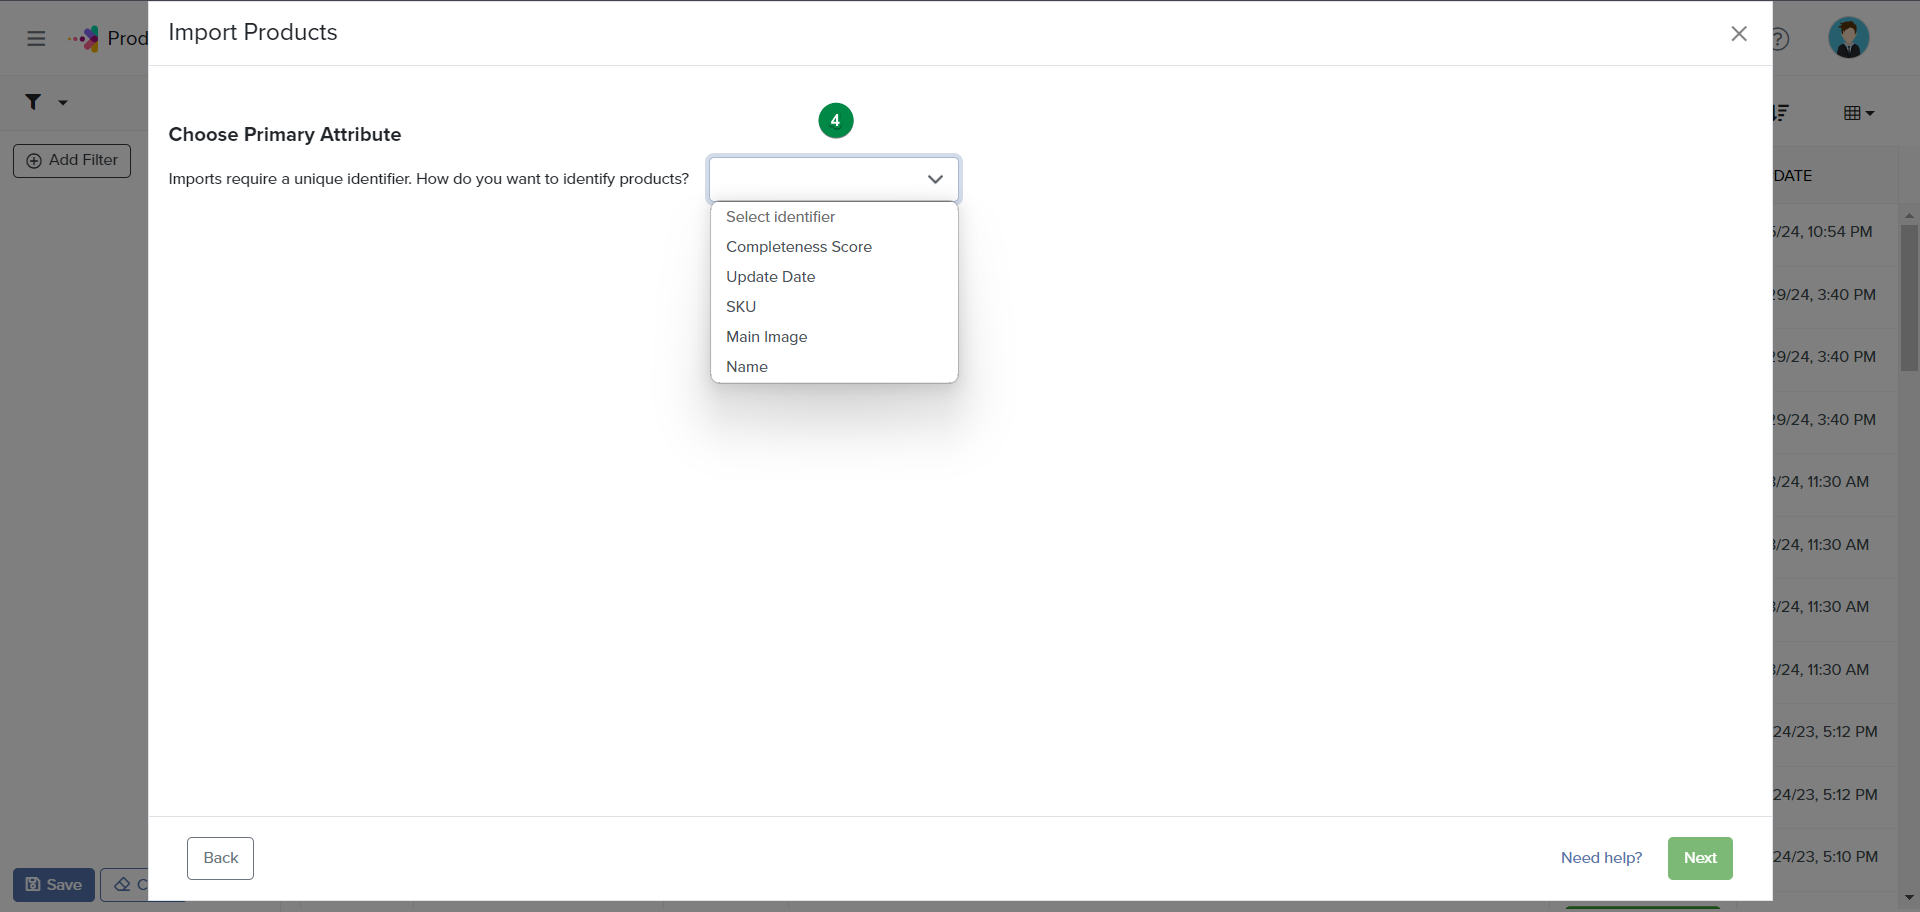 Import Products
Prod
4
Choose Primary Attribute
Add Filter
Imports require a unique identifier. How do you want to identify products?
DATE
Select identifier
Completeness Score
/24, 10:54 PM
Update Date
29/24, 3:40 PM
SKU
Main Image
29/24, 3:40 PM
Name
29/24, 3:40 PM
/24, 11:30 AM
/24, 11:30 AM
/24, 11:30 AM
/24, 11:30 AM
24/23, 5:12 PM
24/23, 5:12 PM
Back
Need help?
Next
24/23, 5:10 PM
Save
C